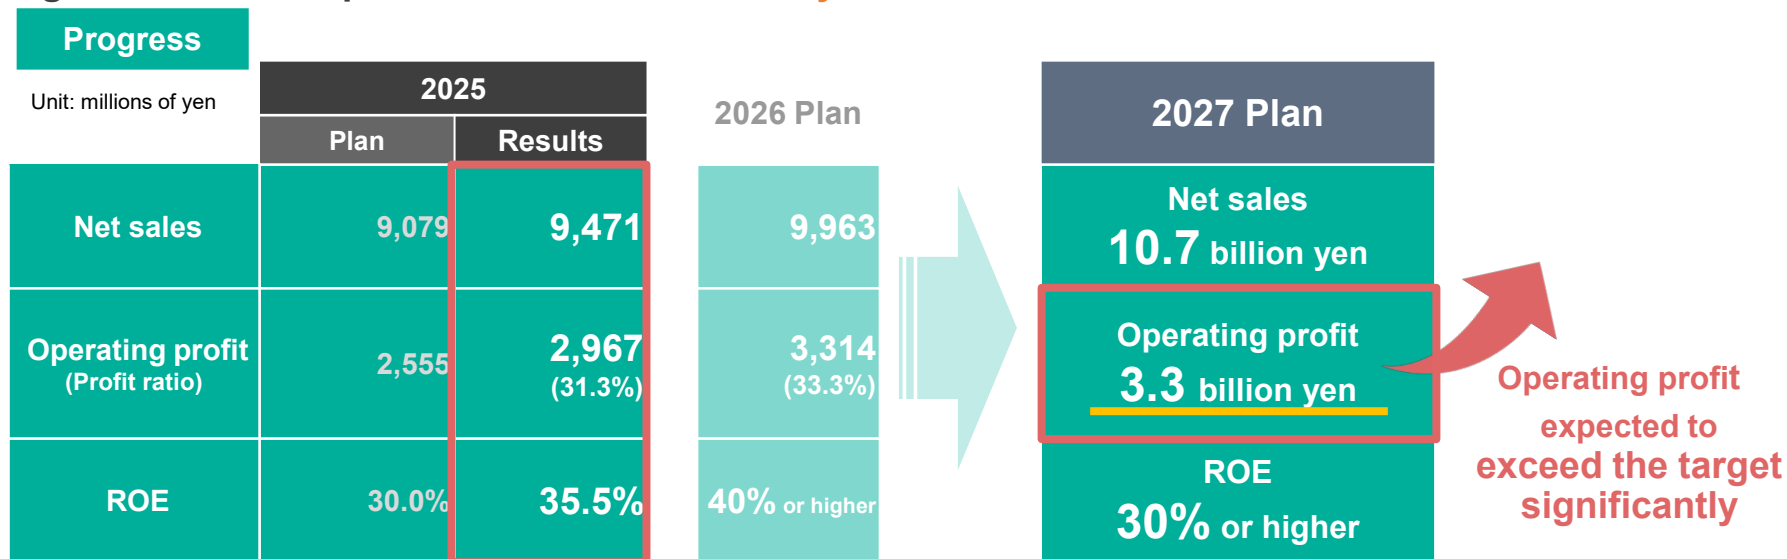 Progress
Unit: millions of yen
2025
Plan
Results
2026 Plan
2027 Plan
Net sales
9,079
9,471
9,963
Net sales
10.7 billion yen
Operating profit
(Profit ratio)
2,555
2,967
(31.3%)
3,314
(33.3%)
Operating profit
3.3 billion yen
Operating profit
expected to
exceed the target
significantly
ROE
30.0%
35.5%
40% or higher
ROE
30% or higher